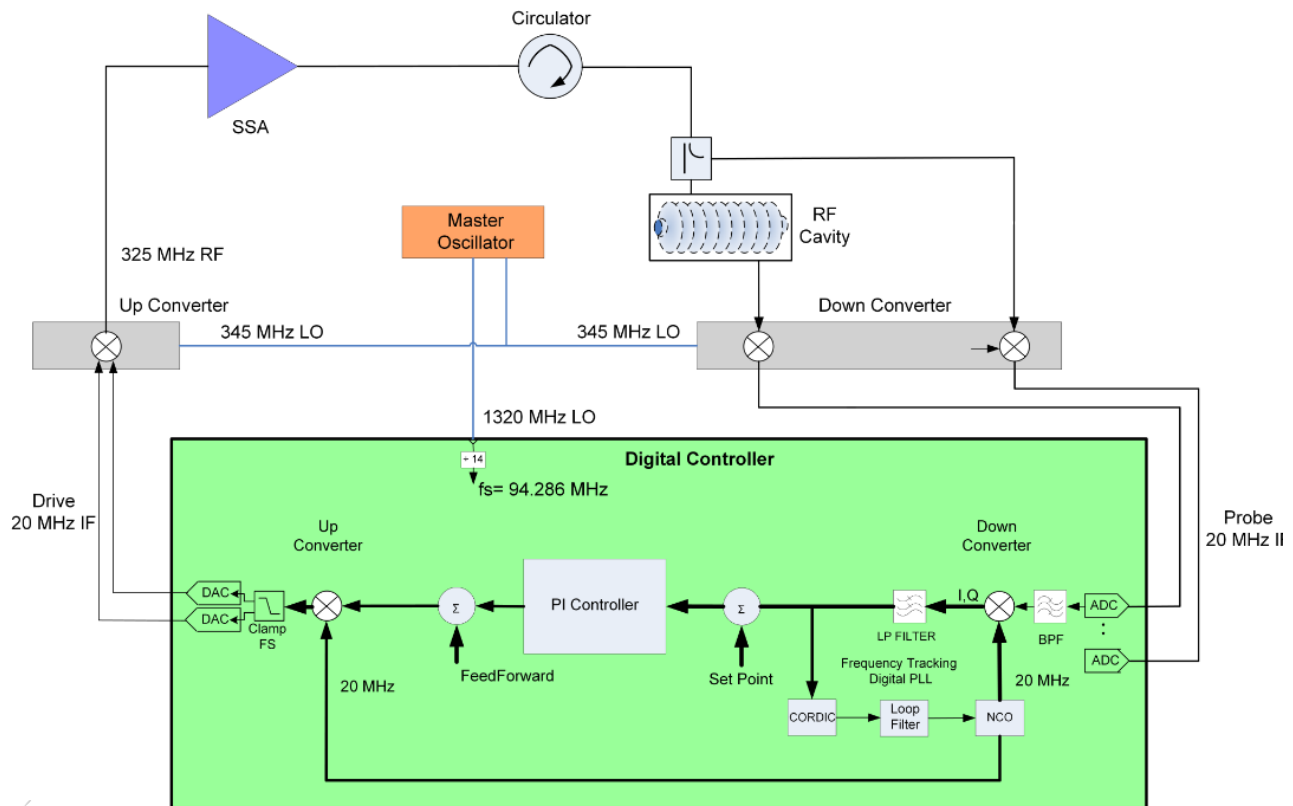 Circulator
SSA
RF
Cavity
Master
Oscillator
325 MHz RF
Up Converter
Down Converter
345 MHz LO
345 MHz LO
1320 MHz LO
÷ 14
Digital Controller
fs= 94.286 MHz
Drive
20 MHz IF
Probe
20 MHz II
Up
Converter
Down
Converter
DAC
DAC
Clamp
FS
Σ
PI Controller
Σ
I,Q
LP FILTER
BPF
ADC
:
ADC
20 MHz
FeedForward
Set Point
Frequency Tracking
Digital PLL
20 MHz
CORDIC
Loop
Filter
NCO